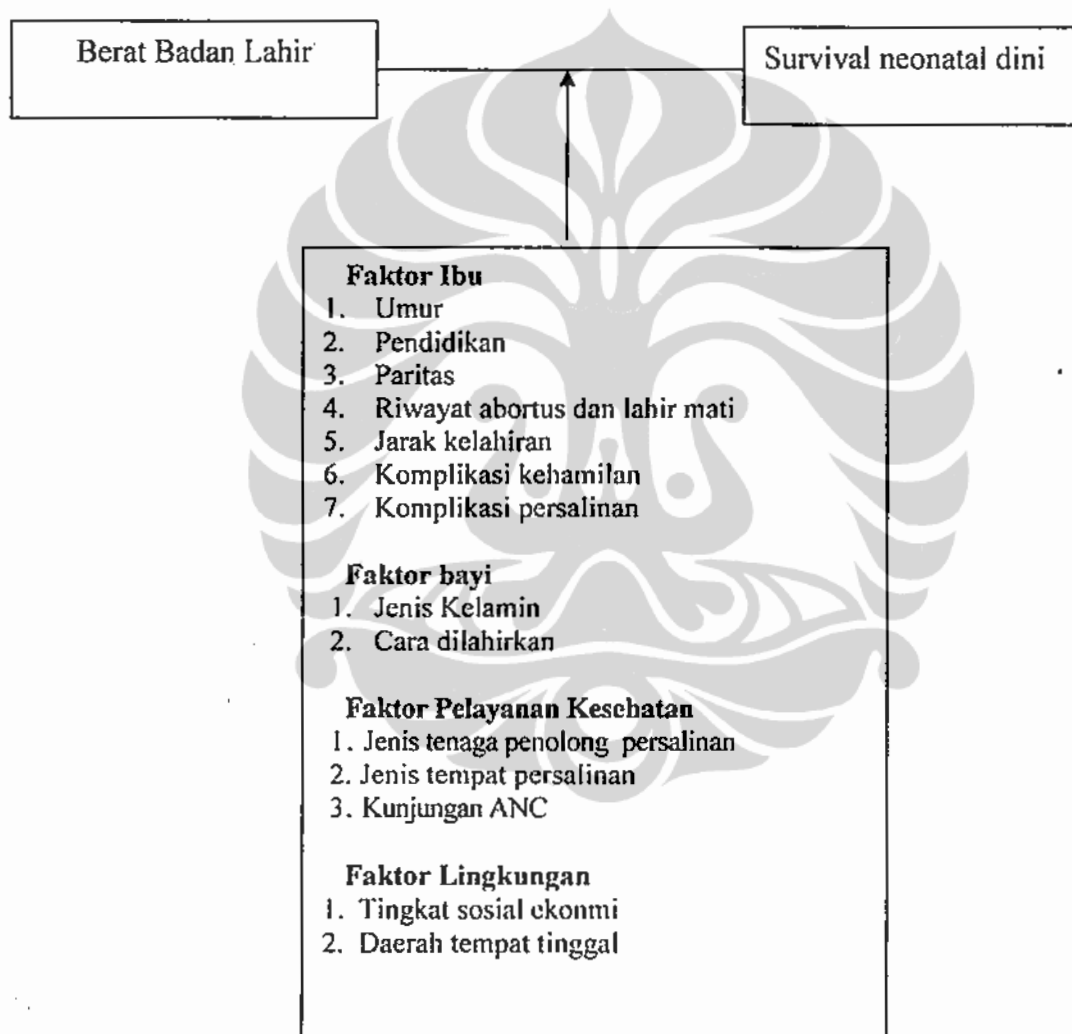 Berat Badan Lahir
Survival neonatal dini
Faktor Ibu
1. Umur
2. Pendidikan
3. Paritas
4. Riwayat abortus dan lahir mati
5. Jarak kelahiran
6. Komplikasi kehamilan
7. Komplikasi persalinan
Faktor bayi
1. Jenis Kelamin
2. Cara dilahirkan
Faktor Pelayanan Kesehatan
1. Jenis tenaga penolong persalinan
2. Jenis tempat persalinan
3. Kunjungan ANC
Faktor Lingkungan
1. Tingkat sosial ekonmi
2. Daerah tempat tinggal